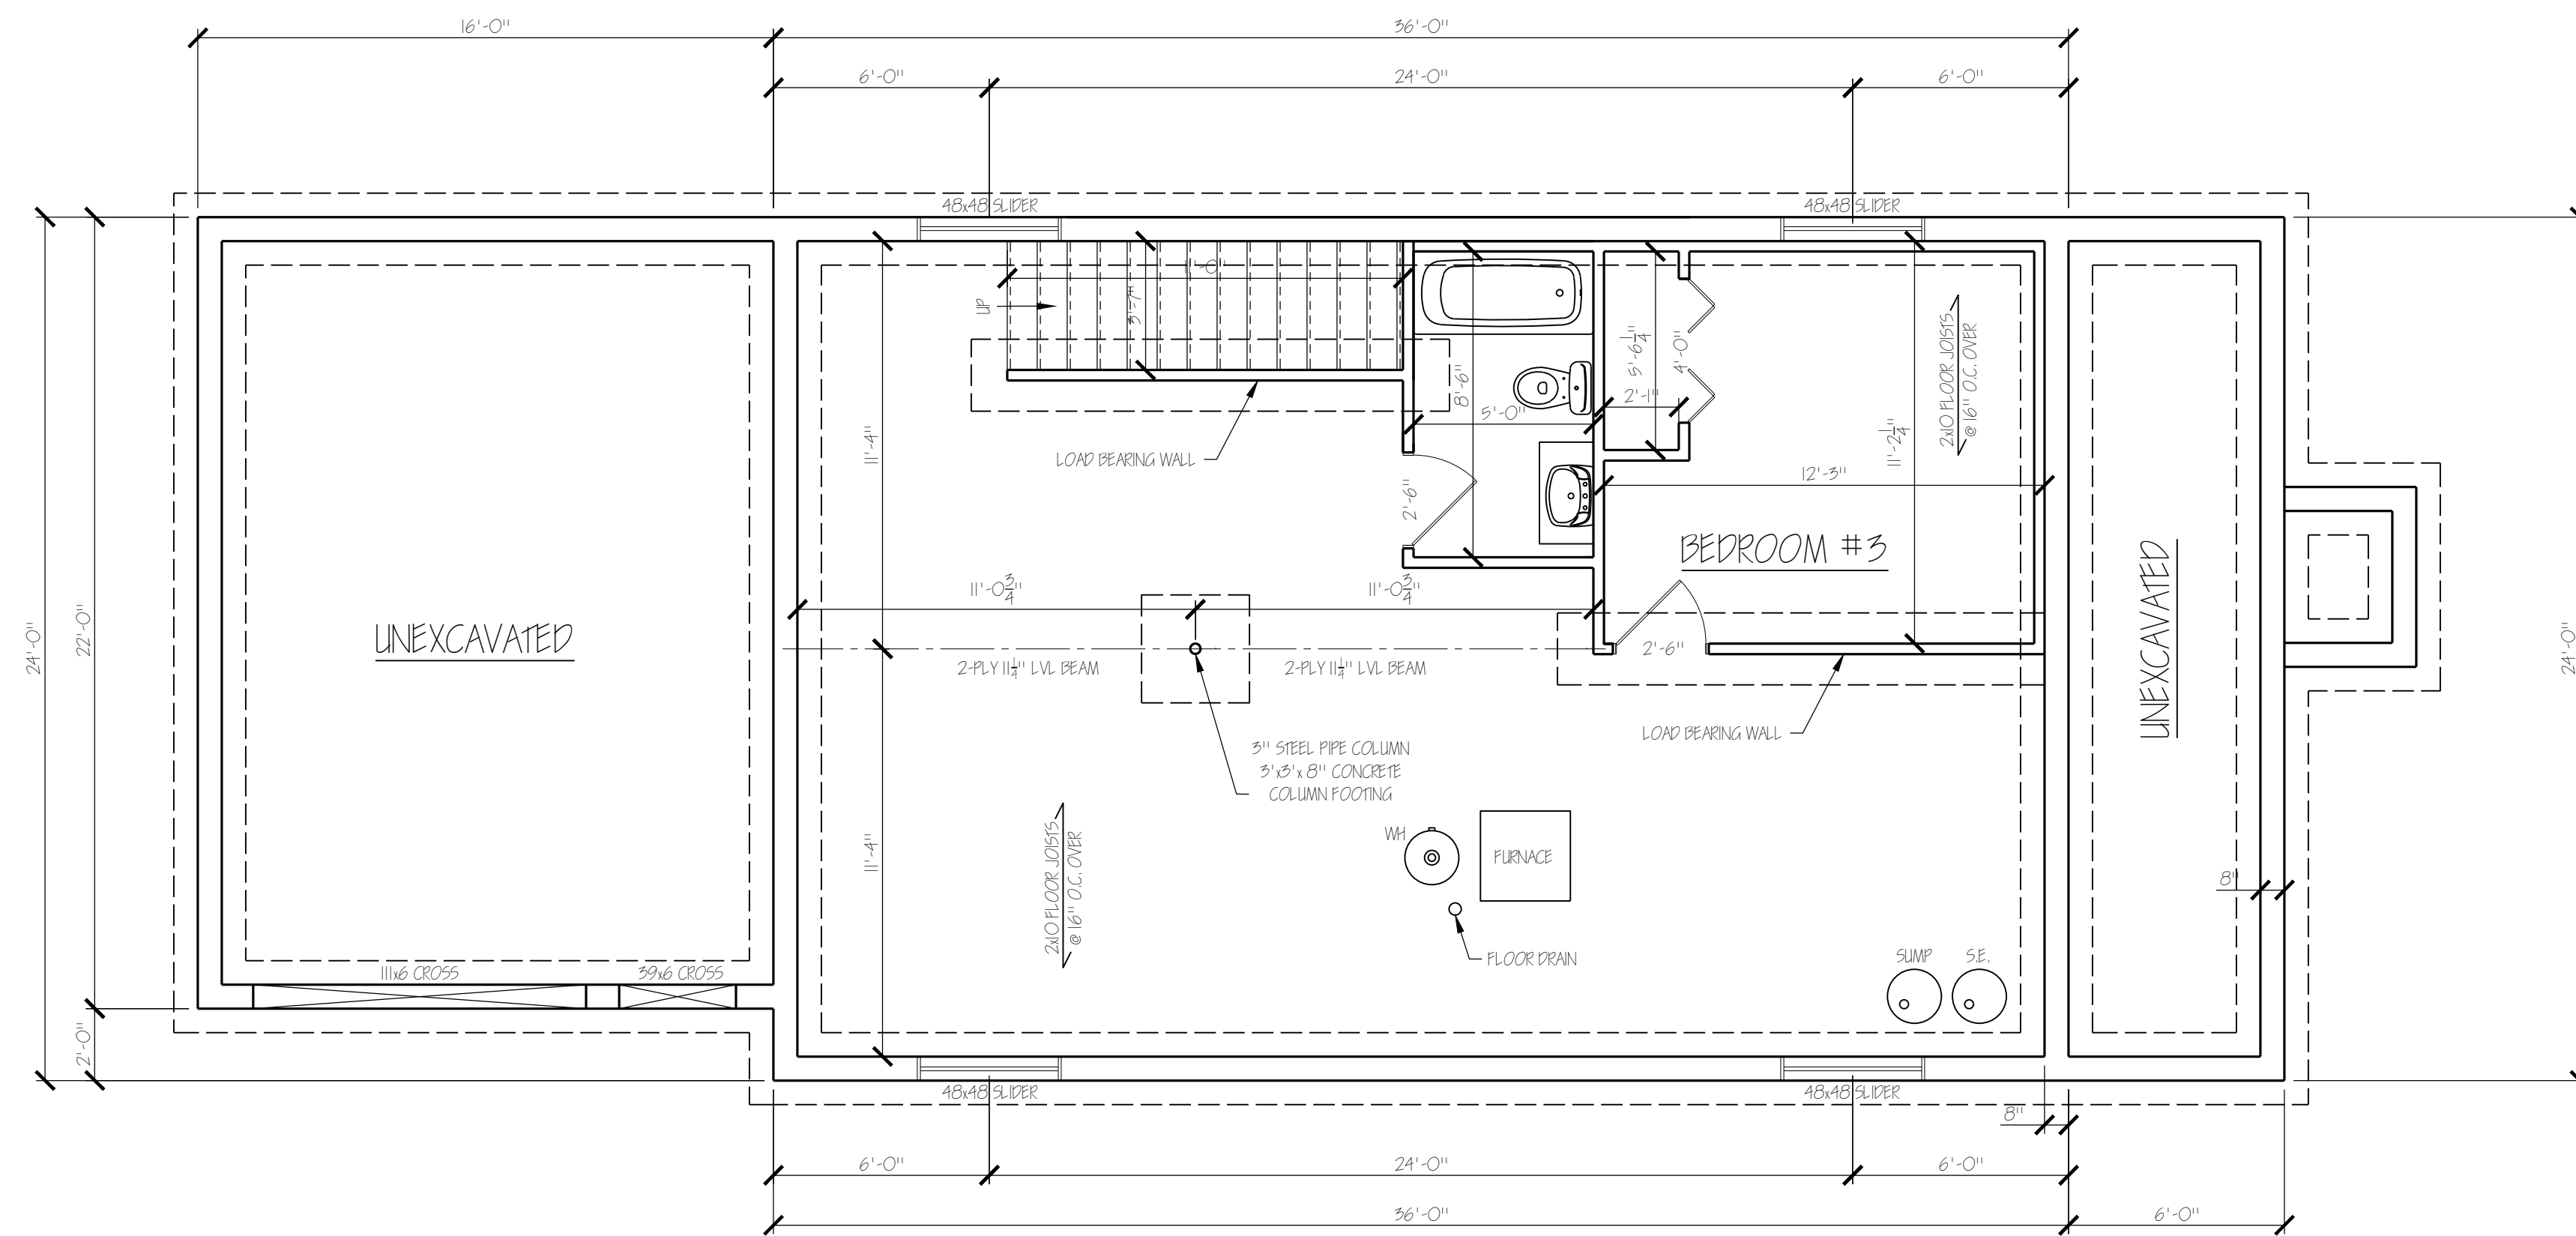 16'-0"
36'-0"
6'-0"
24'-0"
6'-0"
48x48 SLIDER
48x48 SLIDER
11'-0"
3'-7"
UP
LOAD BEARING WALL
8'-6"
5'-0"
2'-6"
5'-6 1/4"
4'-0"
2'-1"
12'-3"
11'-2 1/4"
2x10 FLOOR JOISTS
@ 16" O.C. OVER
BEDROOM #3
2'-6"
LOAD BEARING WALL
11'-4"
11'-0 3/4"
11'-0 3/4"
2-PLY 11 1/4" LVL BEAM
2-PLY 11 1/4" LVL BEAM
UNEXCAVATED
UNEXCAVATED
24'-0"
22'-0"
24'-0"
3" STEEL PIPE COLUMN
3'x3'x 8" CONCRETE
COLUMN FOOTING
11'-4"
2x10 FLOOR JOISTS
@ 16" O.C. OVER
WH
FURNACE
FLOOR DRAIN
SUMP
S.E.
8"
111x6 CROSS
39x6 CROSS
2'-0"
48x48 SLIDER
48x48 SLIDER
8"
6'-0"
24'-0"
6'-0"
36'-0"
6'-0"